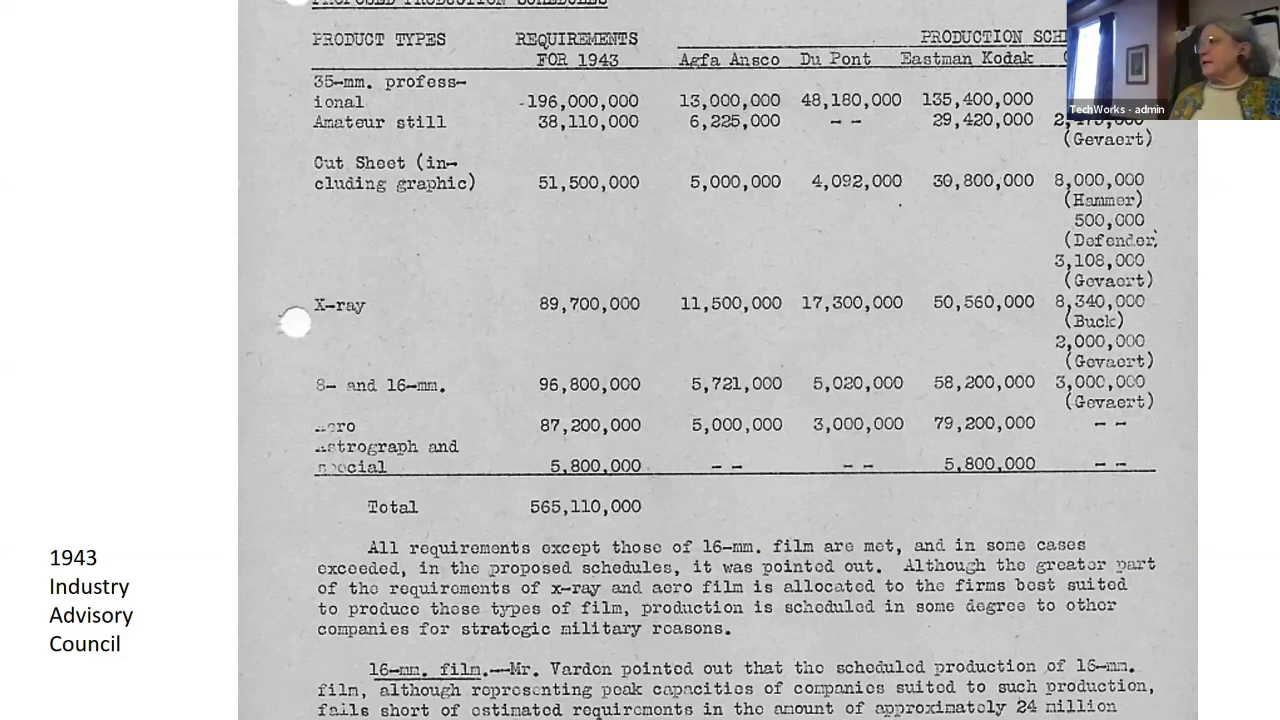 PROPOSED PRODUCTION SCHEDULES
PRODUCT TYPES REQUIREMENTS PRODUCTION SCH
FOR 1943 Agfa Ansco Du Pont Eastman Kodak
35-mm. profess-
ional 196,000,000 13,000,000 48,180,000 135,400,000
Amateur still 38,110,000 6,225,000 -- 29,420,000
(Gevaert)
Cut Sheet (in-
cluding graphic) 51,500,000 5,000,000 4,092,000 30,800,000 8,000,000
(Hammer)
500,000
(Defender,
3,108,000
(Gevaert)
X-ray 89,700,000 11,500,000 17,300,000 50,560,000 8,340,000
(Buck)
2,000,000
(Gevaert)
8- and 16-mm. 96,800,000 5,721,000 5,020,000 58,200,000 3,000,000
(Gevaert)
Aero 87,200,000 5,000,000 3,000,000 79,200,000 --
Astrograph and
special 5,800,000 -- -- 5,800,000 --
Total 565,110,000
All requirements except those of 16-mm. film are met, and in some cases
exceeded, in the proposed schedules, it was pointed out. Although the greater part
of the requirements of x-ray and aero film is allocated to the firms best suited
to produce these types of film, production is scheduled in some degree to other
companies for strategic military reasons.
16-mm. film.--Mr. Vardon pointed out that the scheduled production of 16-mm.
film, although representing peak capacities of companies suited to such production,
falls short of estimated requirements in the amount of approximately 24 million
1943
Industry
Advisory
Council
TechWorks - admin